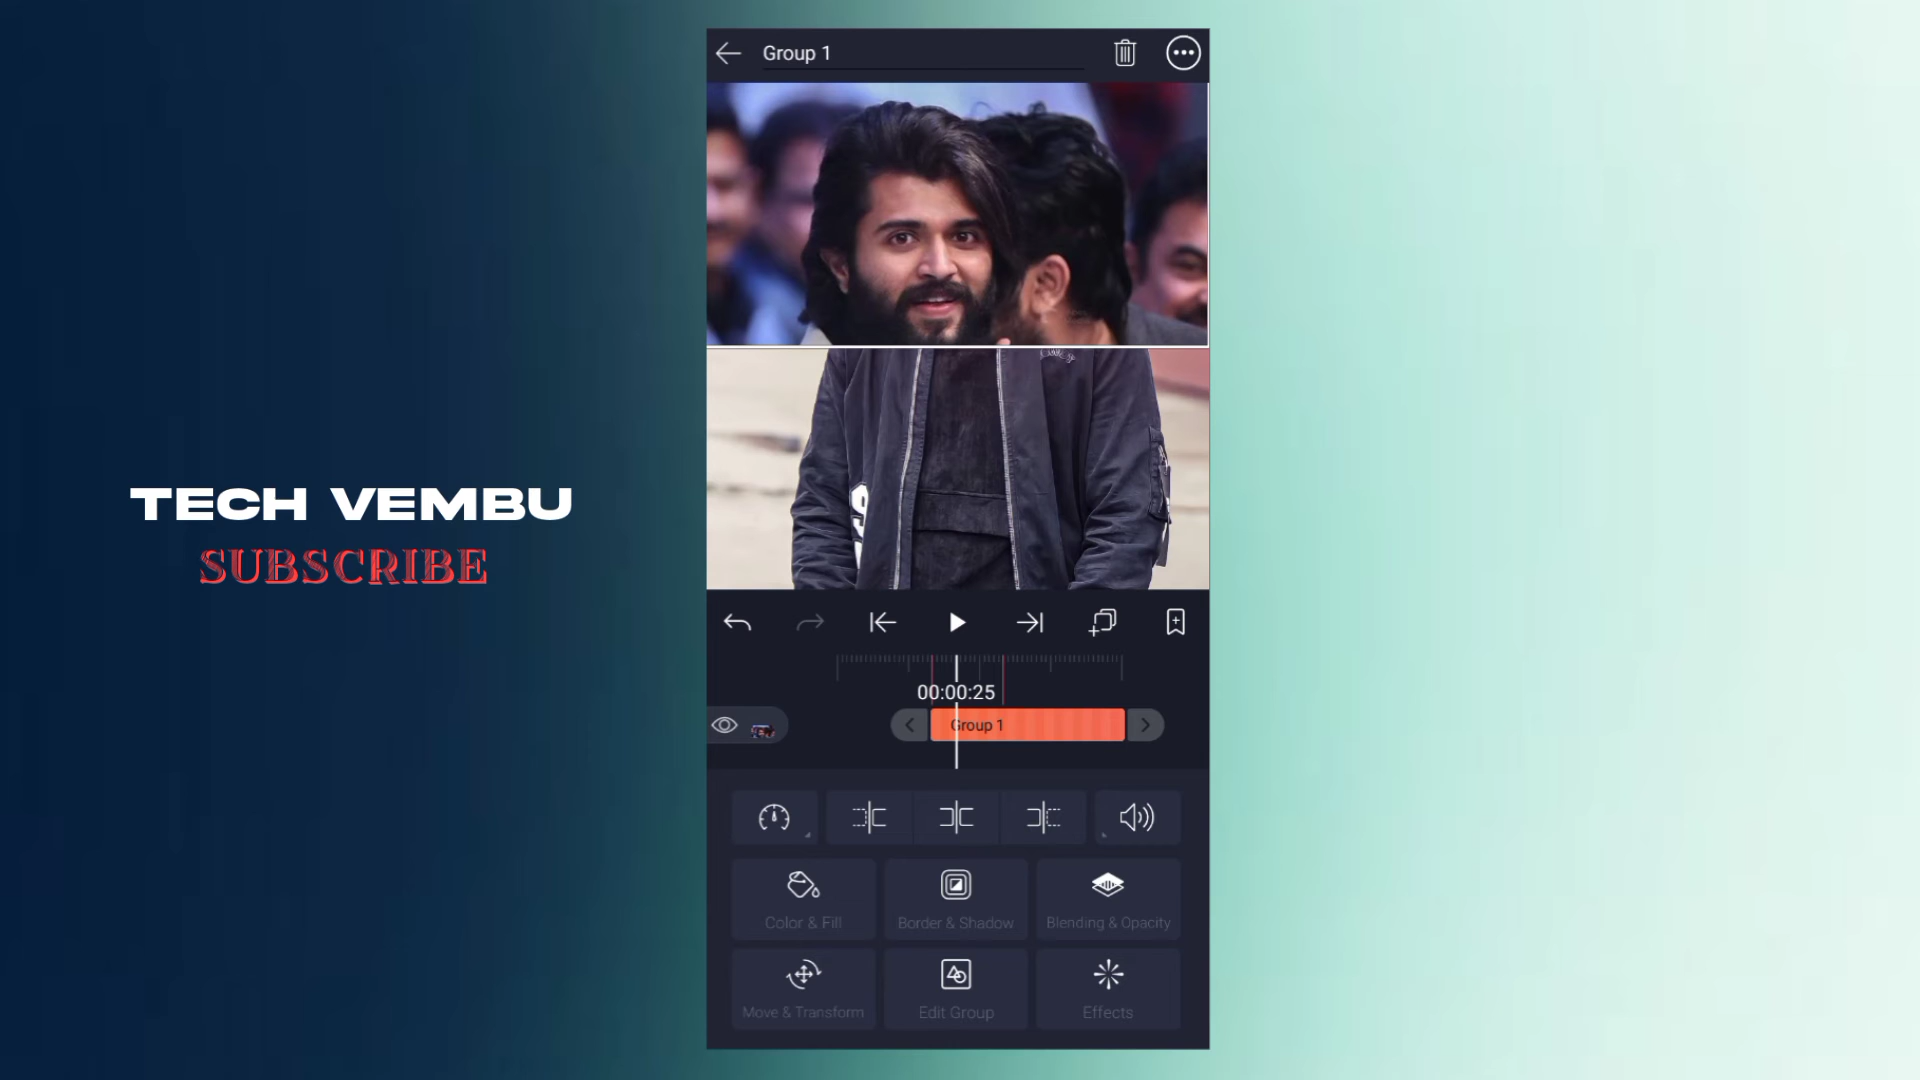 Group 1
TECH VEMBU
SUBSCRIBE
00:00:25
Group 1
Color & Fill
Border & Shadow
Blending & Opacity
Move & Transform
Edit Group
Effects